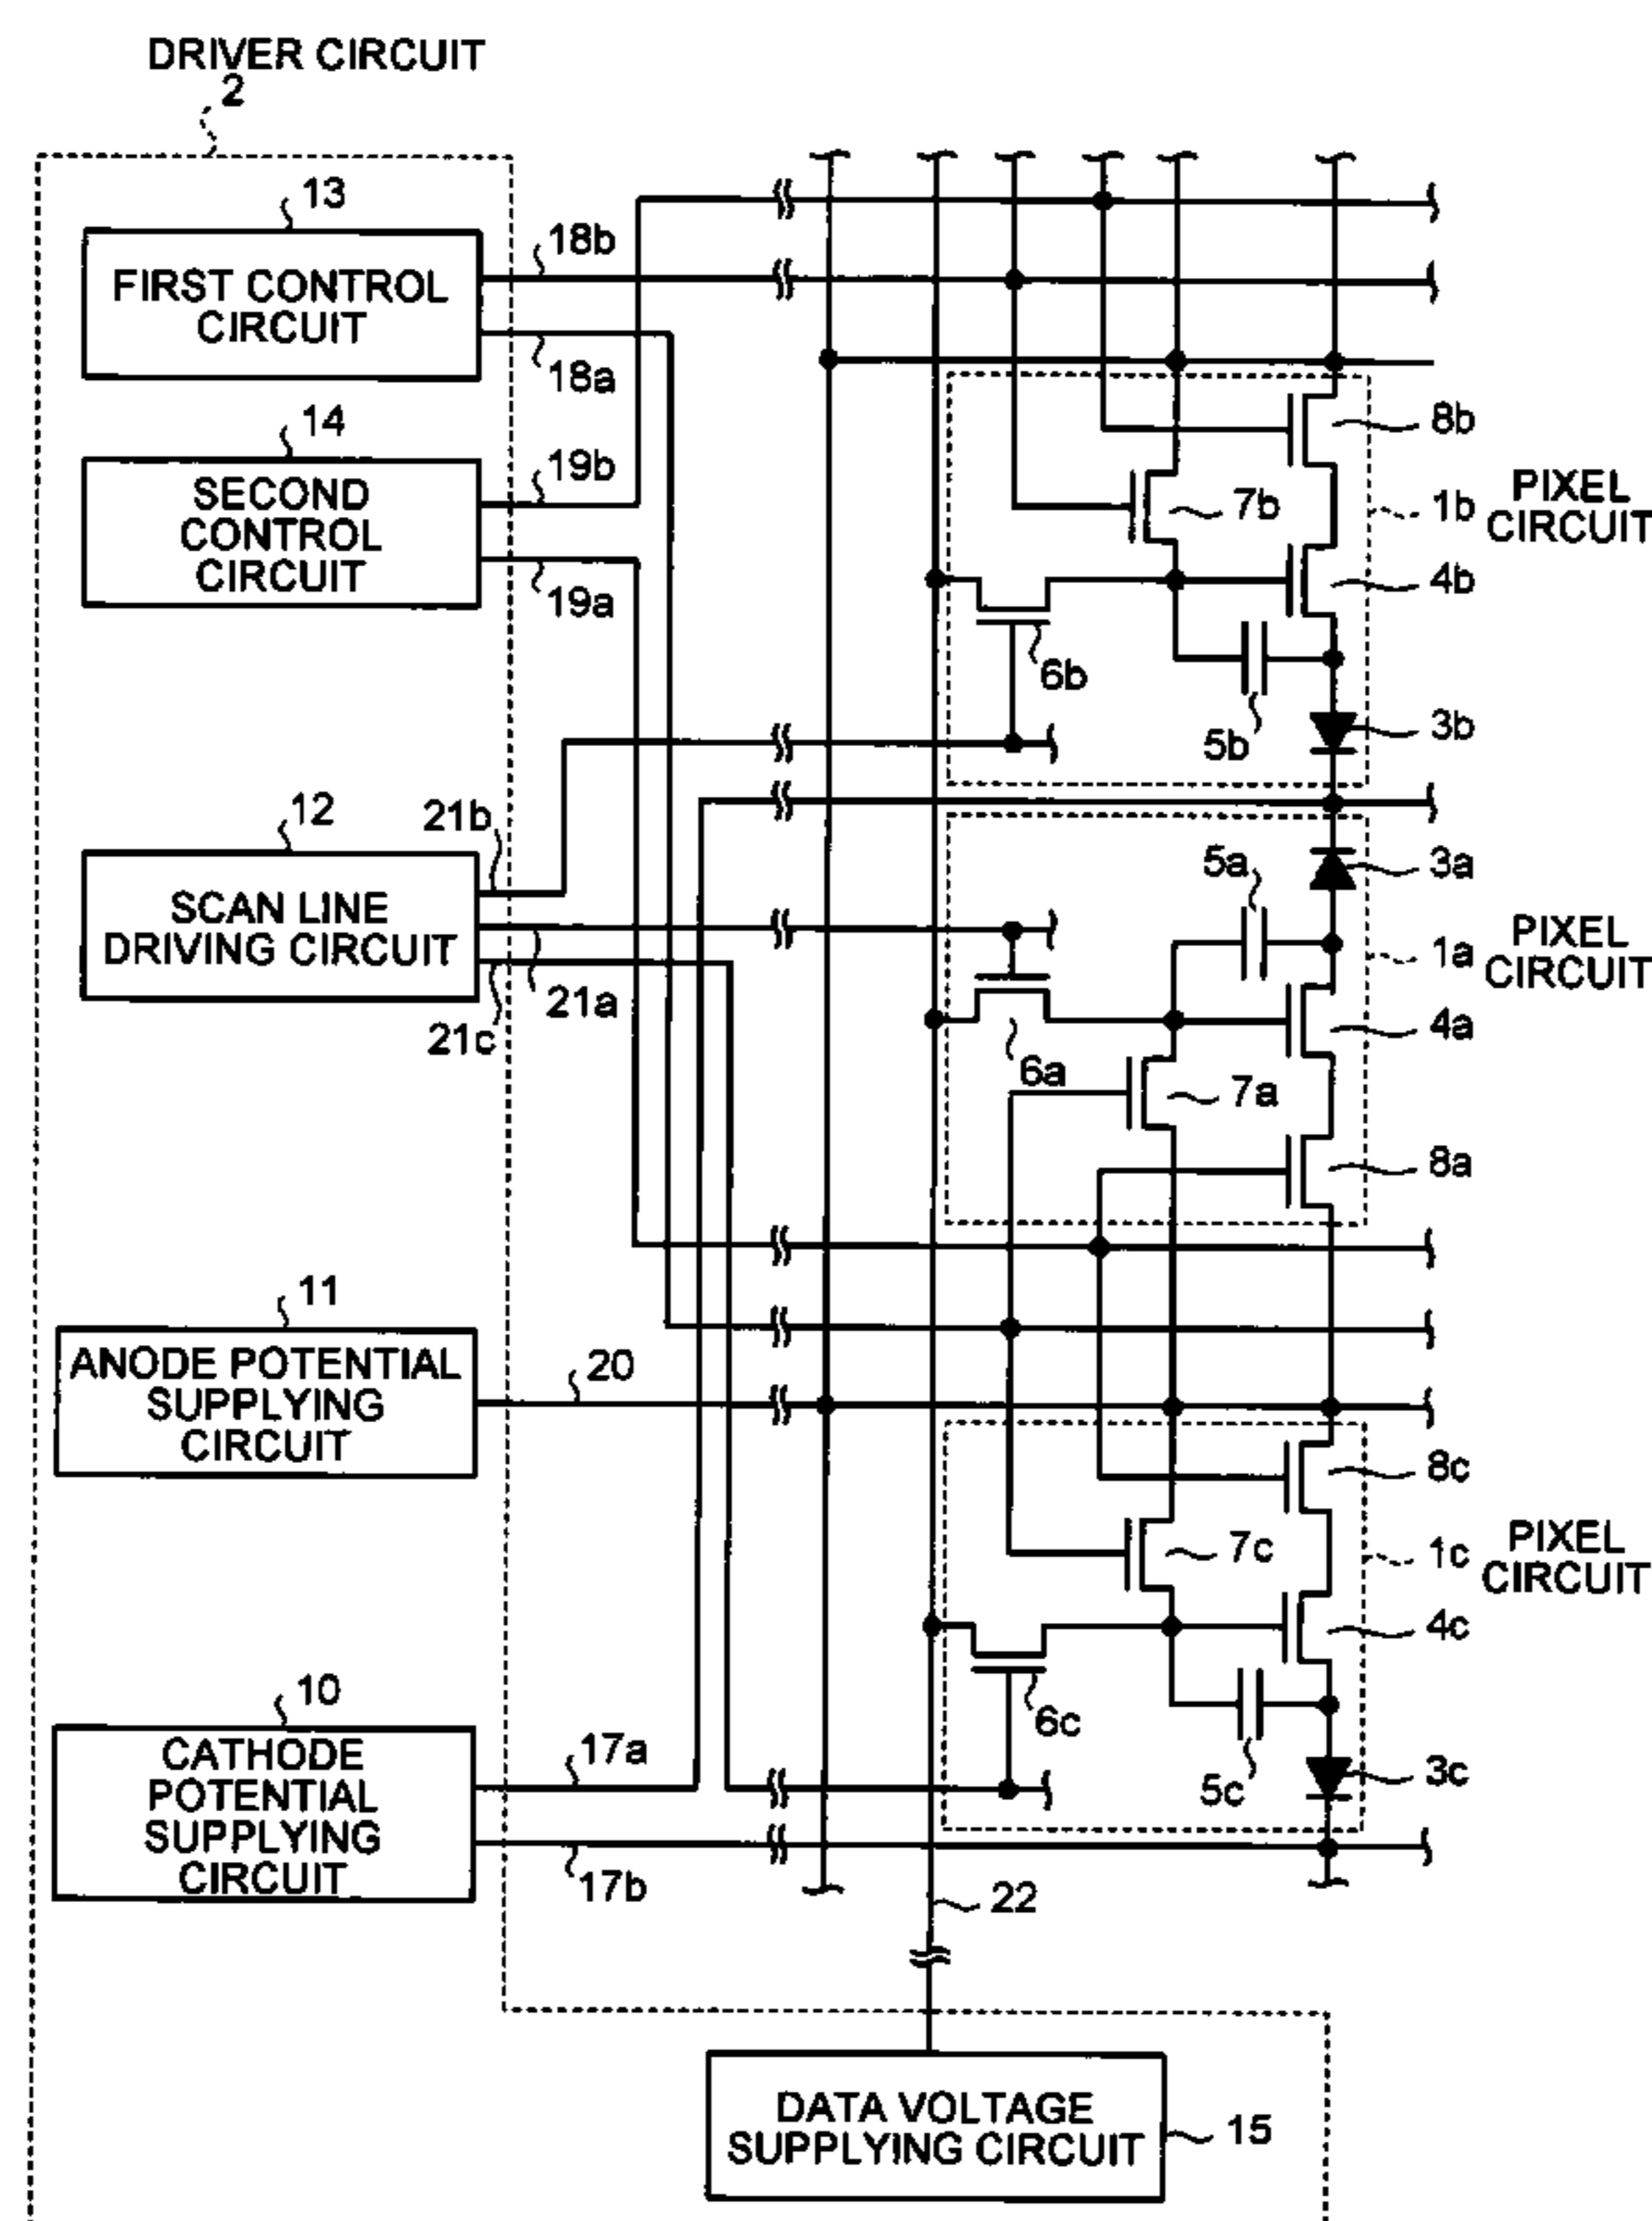 DRIVER CIRCUIT
2
13
FIRST CONTROL
CIRCUIT
18b
18a
14
SECOND
CONTROL
CIRCUIT
19b
19a
8b
7b
1b
PIXEL
CIRCUIT
4b
6b
5b
3b
12
SCAN LINE
DRIVING CIRCUIT
21b
21a
21c
5a
3a
1a
PIXEL
CIRCUIT
4a
6a
7a
8a
11
ANODE POTENTIAL
SUPPLYING
CIRCUIT
20
8c
7c
1c
PIXEL
CIRCUIT
4c
6c
5c
3c
10
CATHODE
POTENTIAL
SUPPLYING
CIRCUIT
17a
17b
22
DATA VOLTAGE
SUPPLYING CIRCUIT
15